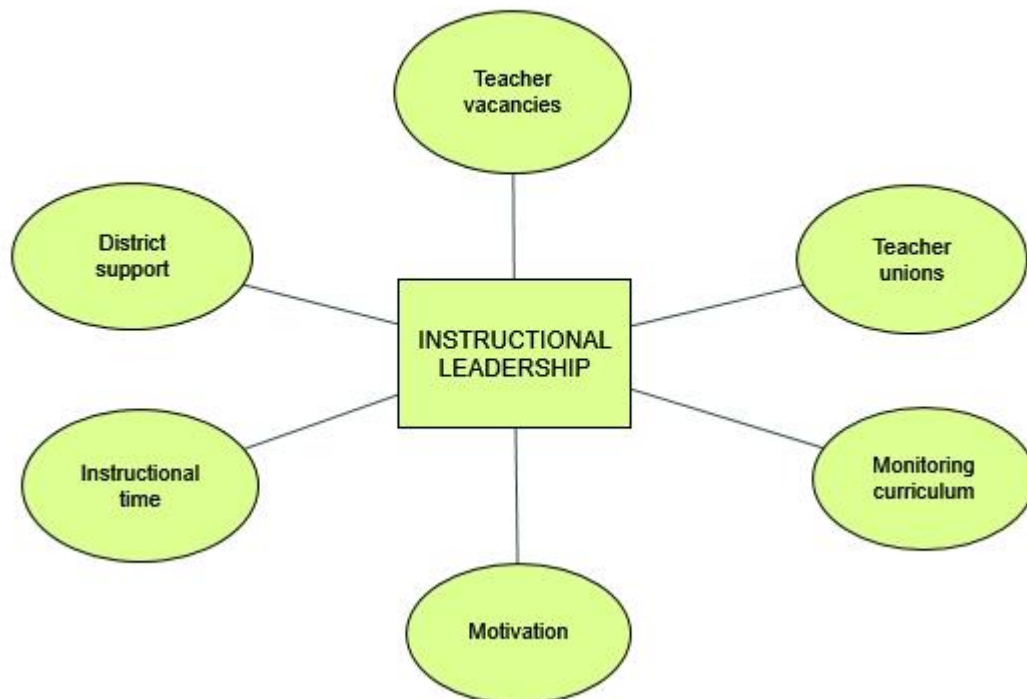 Teacher
vacancies
District
support
Teacher
unions
INSTRUCTIONAL
LEADERSHIP
Instructional
time
Monitoring
curriculum
Motivation